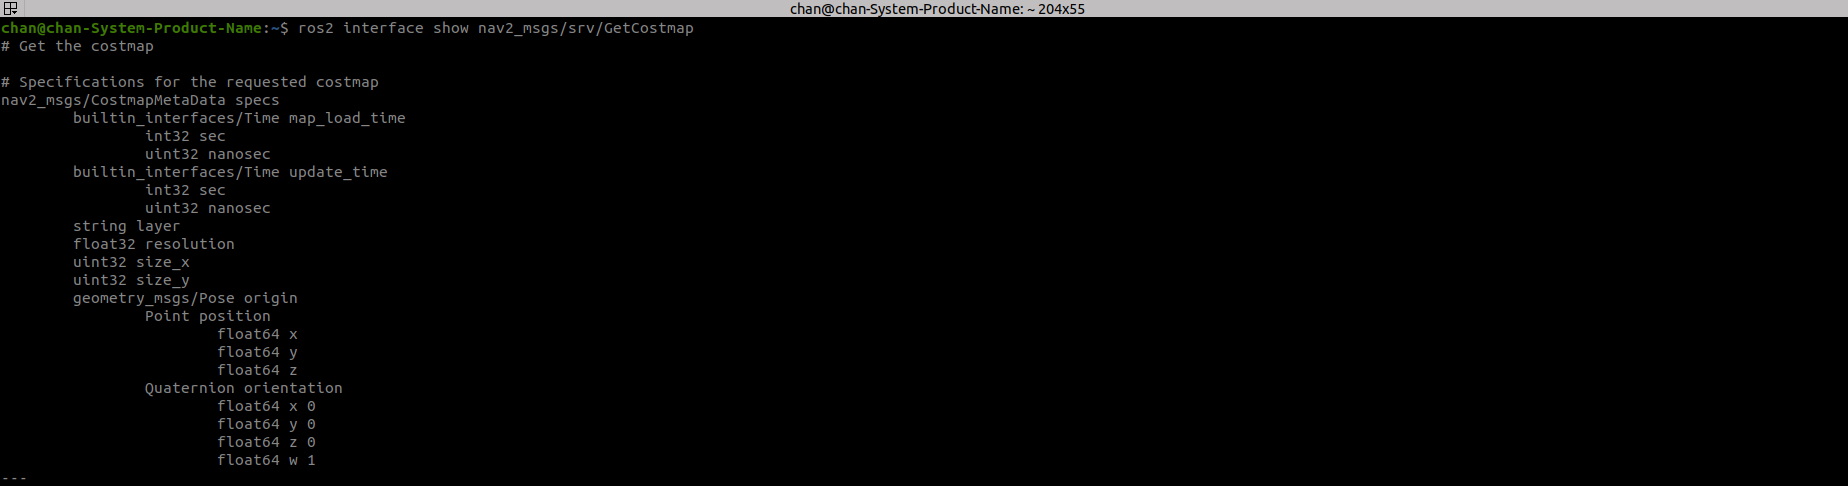 chan@chan-System-Product-Name: ~ 204x55
chan@chan-System-Product-Name:~$ ros2 interface show nav2_msgs/srv/GetCostmap
# Get the costmap

# Specifications for the requested costmap
nav2_msgs/CostmapMetaData specs
        builtin_interfaces/Time map_load_time
                int32 sec
                uint32 nanosec
        builtin_interfaces/Time update_time
                int32 sec
                uint32 nanosec
        string layer
        float32 resolution
        uint32 size_x
        uint32 size_y
        geometry_msgs/Pose origin
                Point position
                        float64 x
                        float64 y
                        float64 z
                Quaternion orientation
                        float64 x 0
                        float64 y 0
                        float64 z 0
                        float64 w 1
---